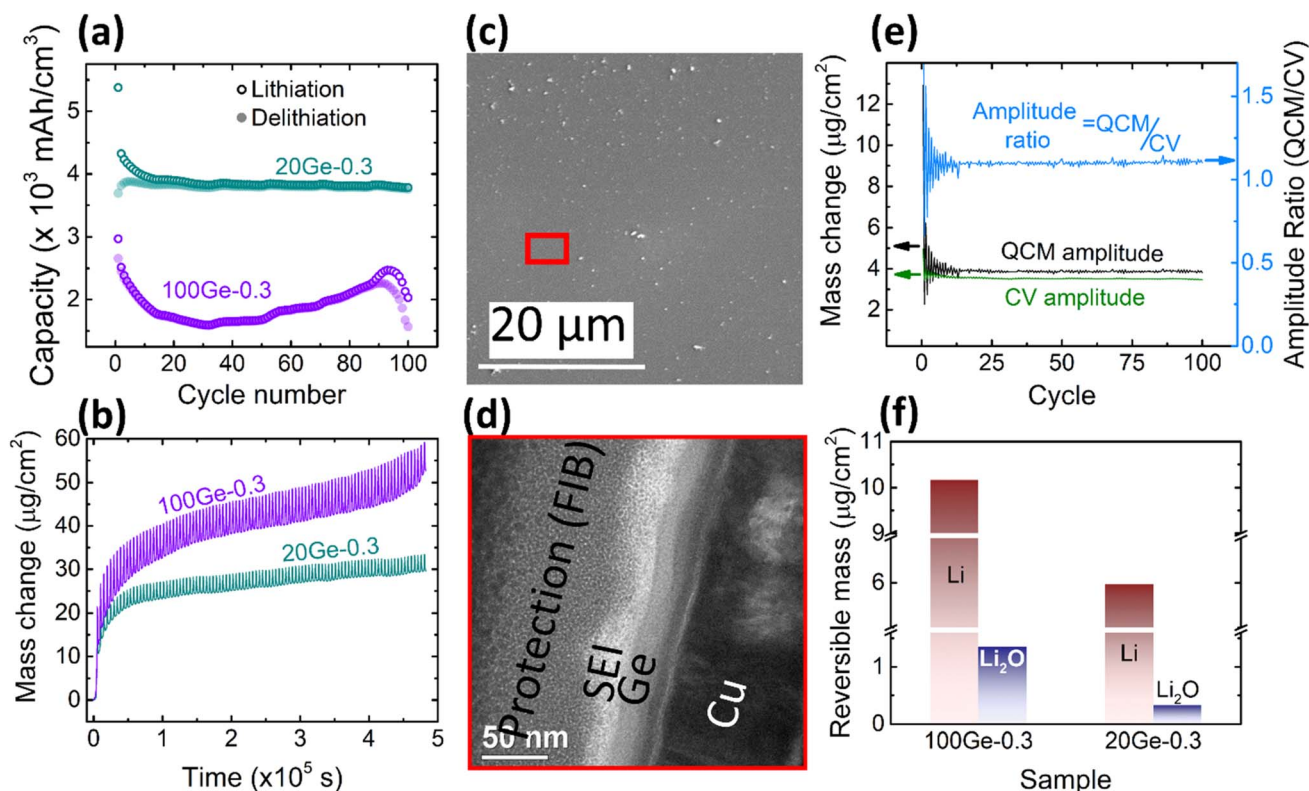 (a)
Capacity (x 10³ mAh/cm³)
5
4
3
2
1
Lithiation
Delithiation
20Ge-0.3
100Ge-0.3
0 20 40 60 80 100
Cycle number
(b)
Mass change (µg/cm²)
60
50
40
30
20
10
0
100Ge-0.3
20Ge-0.3
0 1 2 3 4 5
Time (x10⁵ s)
(c)
20 µm
(d)
Protection (FIB)
SEI
Ge
Cu
50 nm
(e)
Mass change (µg/cm²)
12
10
8
6
4
2
Amplitude
ratio
=QCM/CV
QCM amplitude
CV amplitude
1.5
1.0
0.5
0.0
Amplitude Ratio (QCM/CV)
0 25 50 75 100
Cycle
(f)
Reversible mass (µg/cm²)
11
10
9
6
1
0
Li
Li₂O
Li
Li₂O
100Ge-0.3 20Ge-0.3
Sample